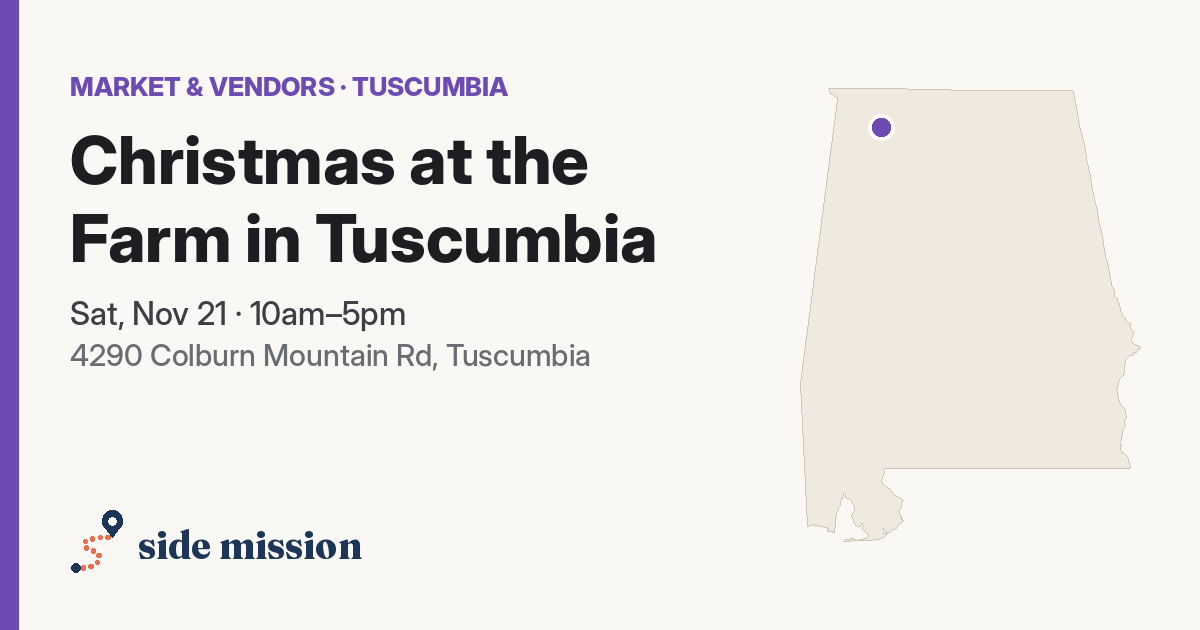 MARKET & VENDORS · TUSCUMBIA
Christmas at the
Farm in Tuscumbia
Sat, Nov 21 · 10am–5pm
4290 Colburn Mountain Rd, Tuscumbia
side mission